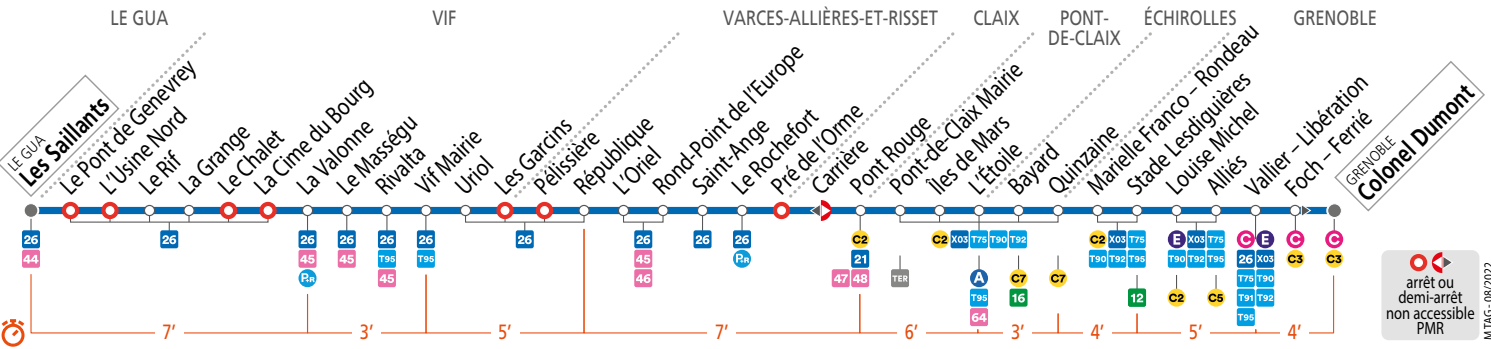 LE GUA
VIF
VARCES-ALLIÈRES-ET-RISSET
CLAIX
PONT-
DE-CLAIX
ÉCHIROLLES
GRENOBLE
LE GUA
Les Saillants
Le Pont de Genevrey
L'Usine Nord
Le Rif
La Grange
Le Chalet
La Cime du Bourg
La Valonne
Le Masségu
Rivalta
Vif Mairie
Uriol
Les Garcins
Pélissière
République
L'Oriel
Rond-Point de l'Europe
Saint-Ange
Le Rochefort
Pré de l'Orme
Carrière
Pont Rouge
Pont-de-Claix Mairie
Îles de Mars
L'Étoile
Bayard
Quinzaine
Marielle Franco – Rondeau
Stade Lesdiguières
Louise Michel
Alliés
Vallier – Libération
Foch – Ferrié
GRENOBLE
Colonel Dumont
26
44
26
26
45
P+R
26
45
26
T95
45
26
T95
26
26
45
46
26
26
P+R
C2
21
47 48
TER
C2 X03 T75 T90 T92
A
T95
64
C7
16
C7
C2 X03 T75
T90 T92 T95
12
E X03 T75
T90 T92 T95
C2
C5
C E
26 X03
T75 T90
T91 T92
T95
C
C3
C
C3
7’ 3’ 5’ 7’ 6’ 3’ 4’ 5’ 4’
arrêt ou
demi-arrêt
non accessible
PMR
M TAG - 08/2022